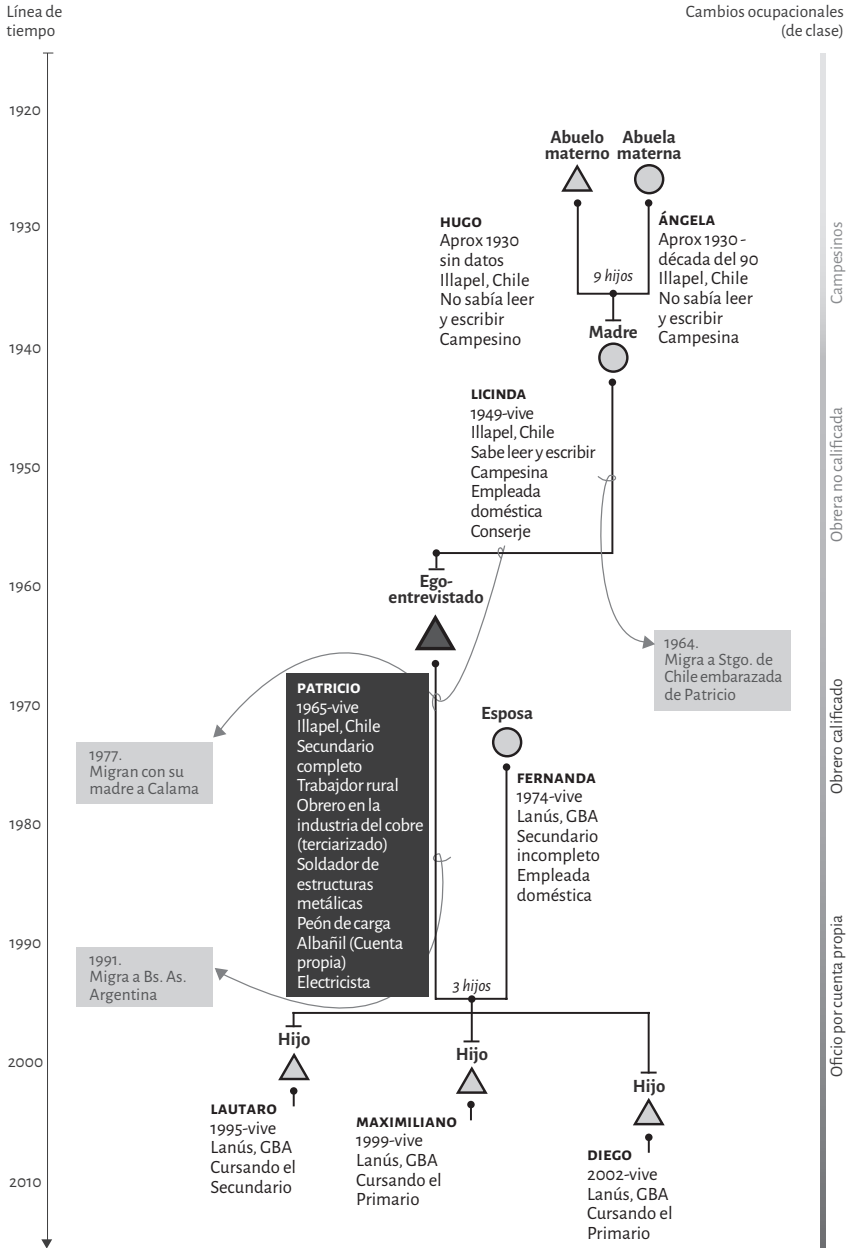 Línea de
tiempo
Cambios ocupacionales
(de clase)
1920
1930
1940
1950
1960
1970
1980
1990
2000
2010
Abuelo
materno
Abuela
materna
HUGO
Aprox 1930
sin datos
Illapel, Chile
No sabía leer
y escribir
Campesino
ÁNGELA
Aprox 1930 -
década del 90
Illapel, Chile
No sabía leer
y escribir
Campesina
9 hijos
Madre
LICINDA
1949-vive
Illapel, Chile
Sabe leer y escribir
Campesina
Empleada
doméstica
Conserje
Ego-
entrevistado
1964.
Migra a Stgo. de
Chile embarazada
de Patricio
PATRICIO
1965-vive
Illapel, Chile
Secundario
completo
Trabajdor rural
Obrero en la
industria del cobre
(terciarizado)
Soldador de
estructuras
metálicas
Peón de carga
Albañil (Cuenta
propia)
Electricista
Esposa
FERNANDA
1974-vive
Lanús, GBA
Secundario
incompleto
Empleada
doméstica
1977.
Migran con su
madre a Calama
1991.
Migra a Bs. As.
Argentina
3 hijos
Hijo
LAUTARO
1995-vive
Lanús, GBA
Cursando el
Secundario
Hijo
MAXIMILIANO
1999-vive
Lanús, GBA
Cursando el
Primario
Hijo
DIEGO
2002-vive
Lanús, GBA
Cursando el
Primario
Campesinos
Obrera no calificada
Obrero calificado
Oficio por cuenta propia